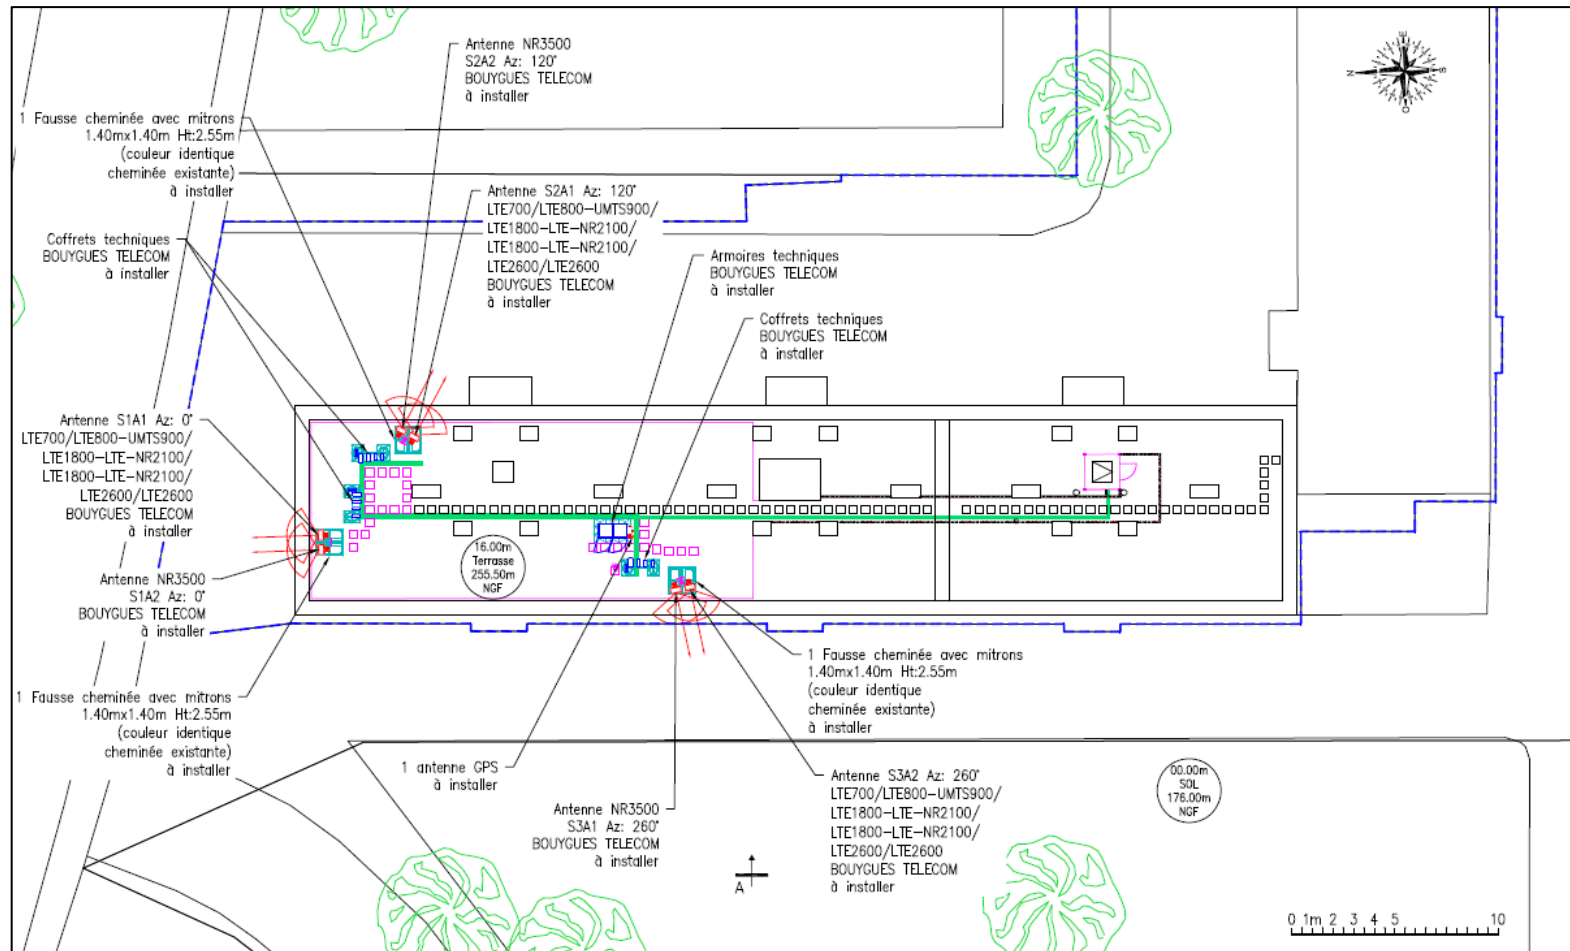 Antenne NR3500
S2A2 Az: 120°
BOUYGUES TELECOM
à installer
1 Fausse cheminée avec mitrons
1.40mx1.40m Ht:2.55m
(couleur identique
cheminée existante)
à installer
Antenne S2A1 Az: 120°
LTE700/LTE800-UMTS900/
LTE1800-LTE-NR2100/
LTE1800-LTE-NR2100/
LTE2600/LTE2600
BOUYGUES TELECOM
à installer
Coffrets techniques
BOUYGUES TELECOM
à installer
Armoires techniques
BOUYGUES TELECOM
à installer
Coffrets techniques
BOUYGUES TELECOM
à installer
E
N
S
O
Antenne S1A1 Az: 0°
LTE700/LTE800-UMTS900/
LTE1800-LTE-NR2100/
LTE1800-LTE-NR2100/
LTE2600/LTE2600
BOUYGUES TELECOM
à installer
16.00m
Terrasse
255.50m
NGF
Antenne NR3500
S1A2 Az: 0°
BOUYGUES TELECOM
à installer
1 Fausse cheminée avec mitrons
1.40mx1.40m Ht:2.55m
(couleur identique
cheminée existante)
à installer
1 Fausse cheminée avec mitrons
1.40mx1.40m Ht:2.55m
(couleur identique
cheminée existante)
à installer
1 antenne GPS
à installer
Antenne NR3500
S3A1 Az: 260°
BOUYGUES TELECOM
à installer
Antenne S3A2 Az: 260°
LTE700/LTE800-UMTS900/
LTE1800-LTE-NR2100/
LTE1800-LTE-NR2100/
LTE2600/LTE2600
BOUYGUES TELECOM
à installer
00.00m
SOL
176.00m
NGF
A
0 1m 2 3 4 5 10